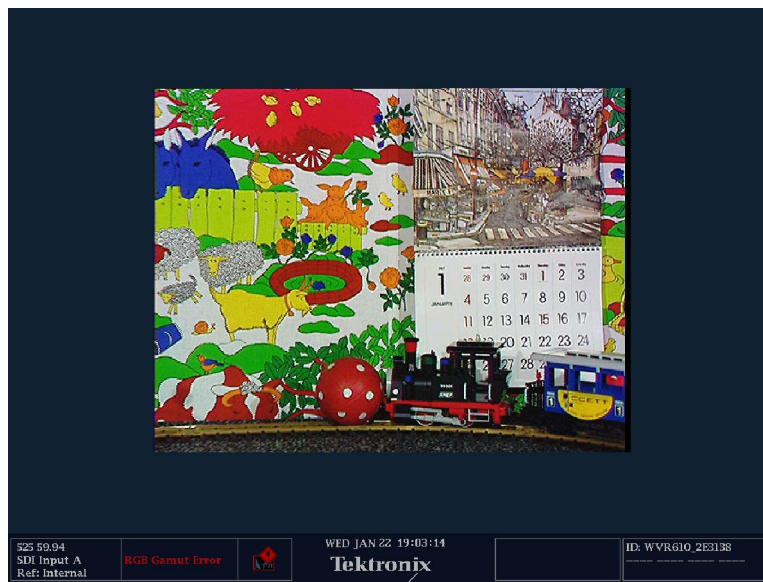 1
JANUARY
28 29 30 31 1 2 3
4 5 6 7 8 9 10
11 12 13 14 15 16 17
20 21 22 23 24
27 28
CCETT
1
1
525 59.94
SDI Input A
Ref: Internal
RGB Gamut Error
WED JAN 22 19:03:14
Tektronix
ID: WVR610_2E3138
---- ---- ---- ----